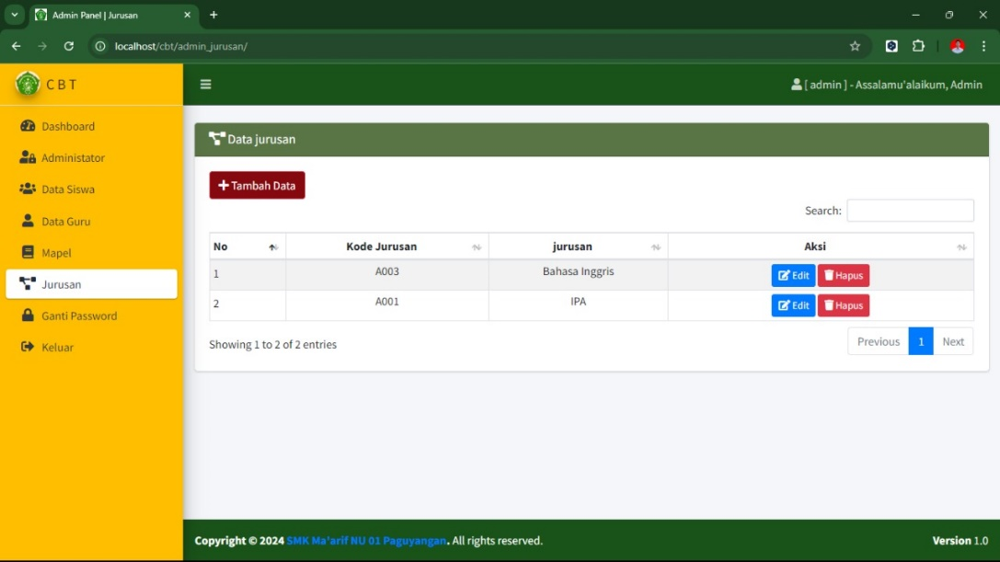 Admin Panel | Jurusan
localhost/cbt/admin_jurusan/
CBT
[ admin ] - Assalamu'alaikum, Admin
Dashboard
Administator
Data Siswa
Data Guru
Mapel
Jurusan
Ganti Password
Keluar
Data jurusan
Tambah Data
Search:
No Kode Jurusan jurusan Aksi
1 A003 Bahasa Inggris Edit Hapus
2 A001 IPA Edit Hapus
Showing 1 to 2 of 2 entries
Previous 1 Next
Copyright © 2024 SMK Ma'arif NU 01 Paguyangan. All rights reserved.
Version 1.0